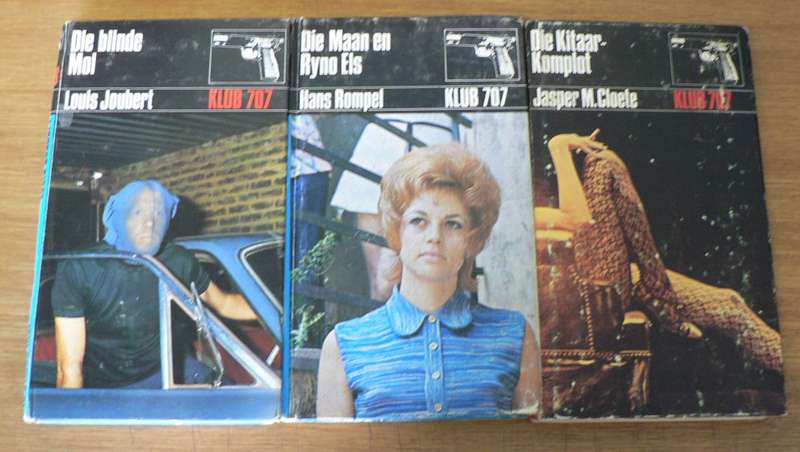 Die blinde
Mol
Louis Joubert KLUB 707
Die Maan en
Ryno Els
Hans Rompel KLUB 707
Die Kitaar-
Komplot
Jasper M. Cloete KLUB 707